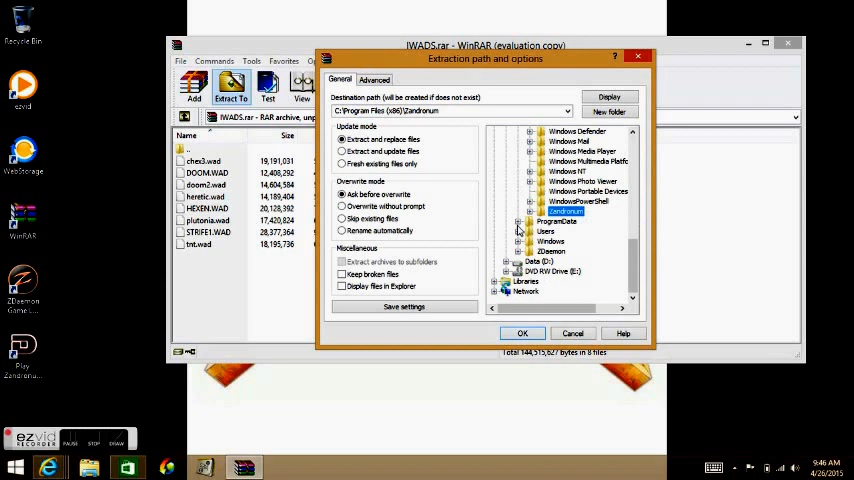 Recycle Bin
ezvid
WebStorage
WinRAR
ZDaemon
Game L...
Play
Zandronu...
IWADS.rar - WinRAR (evaluation copy)
File Commands Tools Favorites
Add Extract To Test View
IWADS.rar - RAR archive,
Name Size
..
chex3.wad 19,191,031
DOOM.WAD 12,408,292
doom2.wad 14,604,584
heretic.wad 14,189,404
HEXEN.WAD 20,128,392
plutonia.wad 17,420,824
STRIFE1.WAD 28,377,364
tnt.wad 18,195,736
Total 144,515,627 bytes in 8 files
Extraction path and options
General Advanced
Destination path (will be created if does not exist)
C:\Program Files (x86)\Zandronum
Display
New folder
Update mode
Extract and replace files
Extract and update files
Fresh existing files only
Overwrite mode
Ask before overwrite
Overwrite without prompt
Skip existing files
Rename automatically
Miscellaneous
Extract archives to subfolders
Keep broken files
Display files in Explorer
Save settings
Windows Defender
Windows Mail
Windows Media Player
Windows Multimedia Platfc
Windows NT
Windows Photo Viewer
Windows Portable Devices
WindowsPowerShell
Zandronum
ProgramData
Users
Windows
ZDaemon
Data (D:)
DVD RW Drive (E:)
Libraries
Network
OK Cancel Help
ezvid
RECORDER
PAUSE STOP DRAW
9:46 AM
4/26/2015